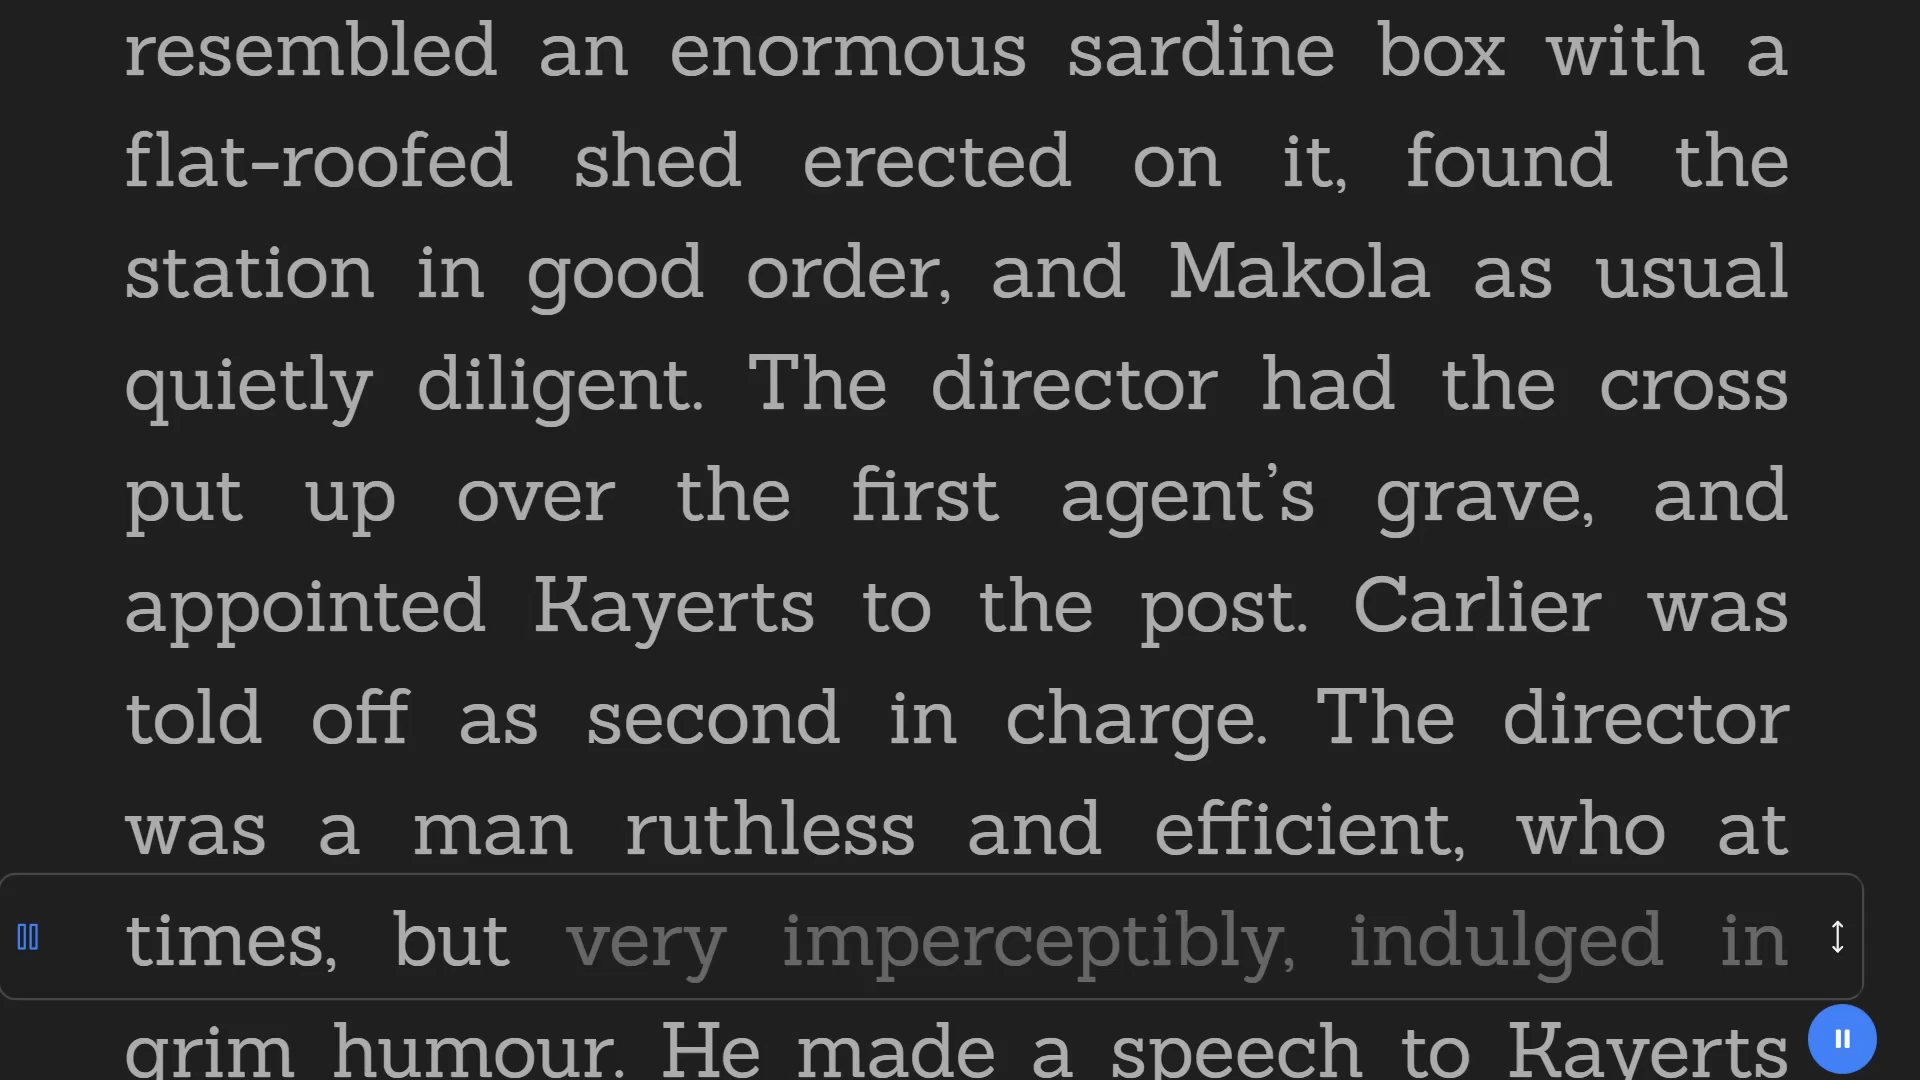 resembled an enormous sardine box with a
flat-roofed shed erected on it, found the
station in good order, and Makola as usual
quietly diligent. The director had the cross
put up over the first agent’s grave, and
appointed Kayerts to the post. Carlier was
told off as second in charge. The director
was a man ruthless and efficient, who at
times, but very imperceptibly, indulged in
grim humour. He made a speech to Kayerts